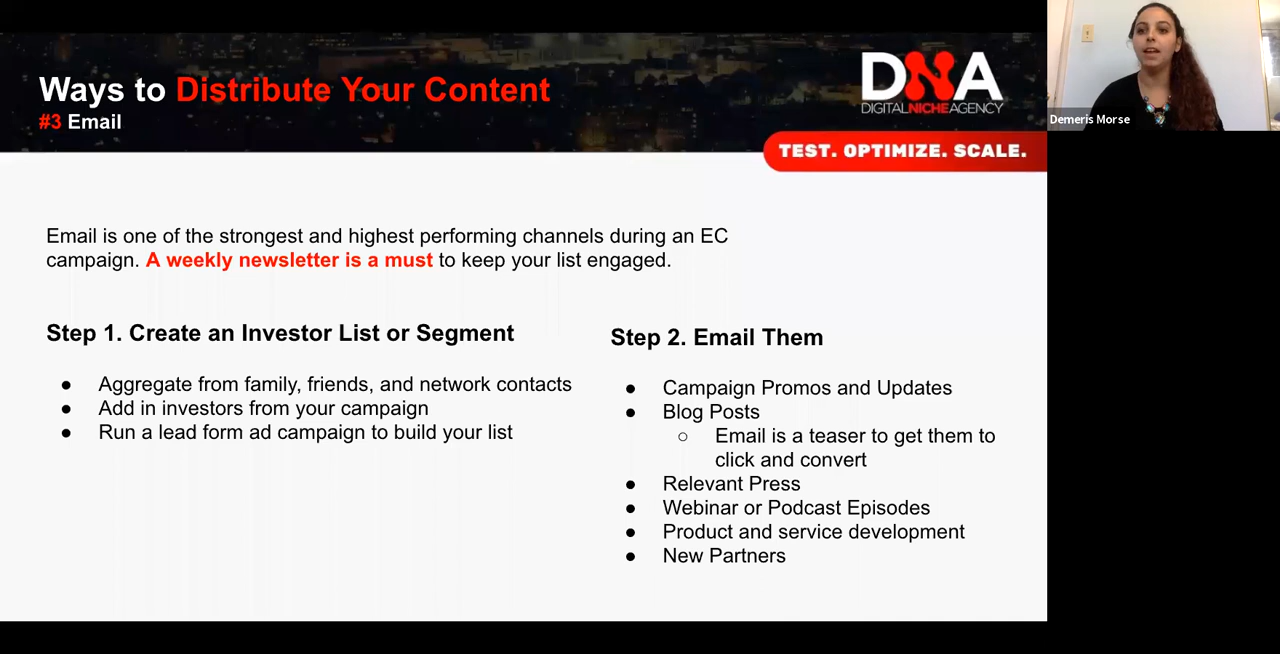 Ways to Distribute Your Content
#3 Email
DNA
DIGITALNICHEAGENCY
TEST. OPTIMIZE. SCALE.
Demeris Morse
Email is one of the strongest and highest performing channels during an EC
campaign. A weekly newsletter is a must to keep your list engaged.
Step 1. Create an Investor List or Segment
● Aggregate from family, friends, and network contacts
● Add in investors from your campaign
● Run a lead form ad campaign to build your list
Step 2. Email Them
● Campaign Promos and Updates
● Blog Posts
○ Email is a teaser to get them to
click and convert
● Relevant Press
● Webinar or Podcast Episodes
● Product and service development
● New Partners